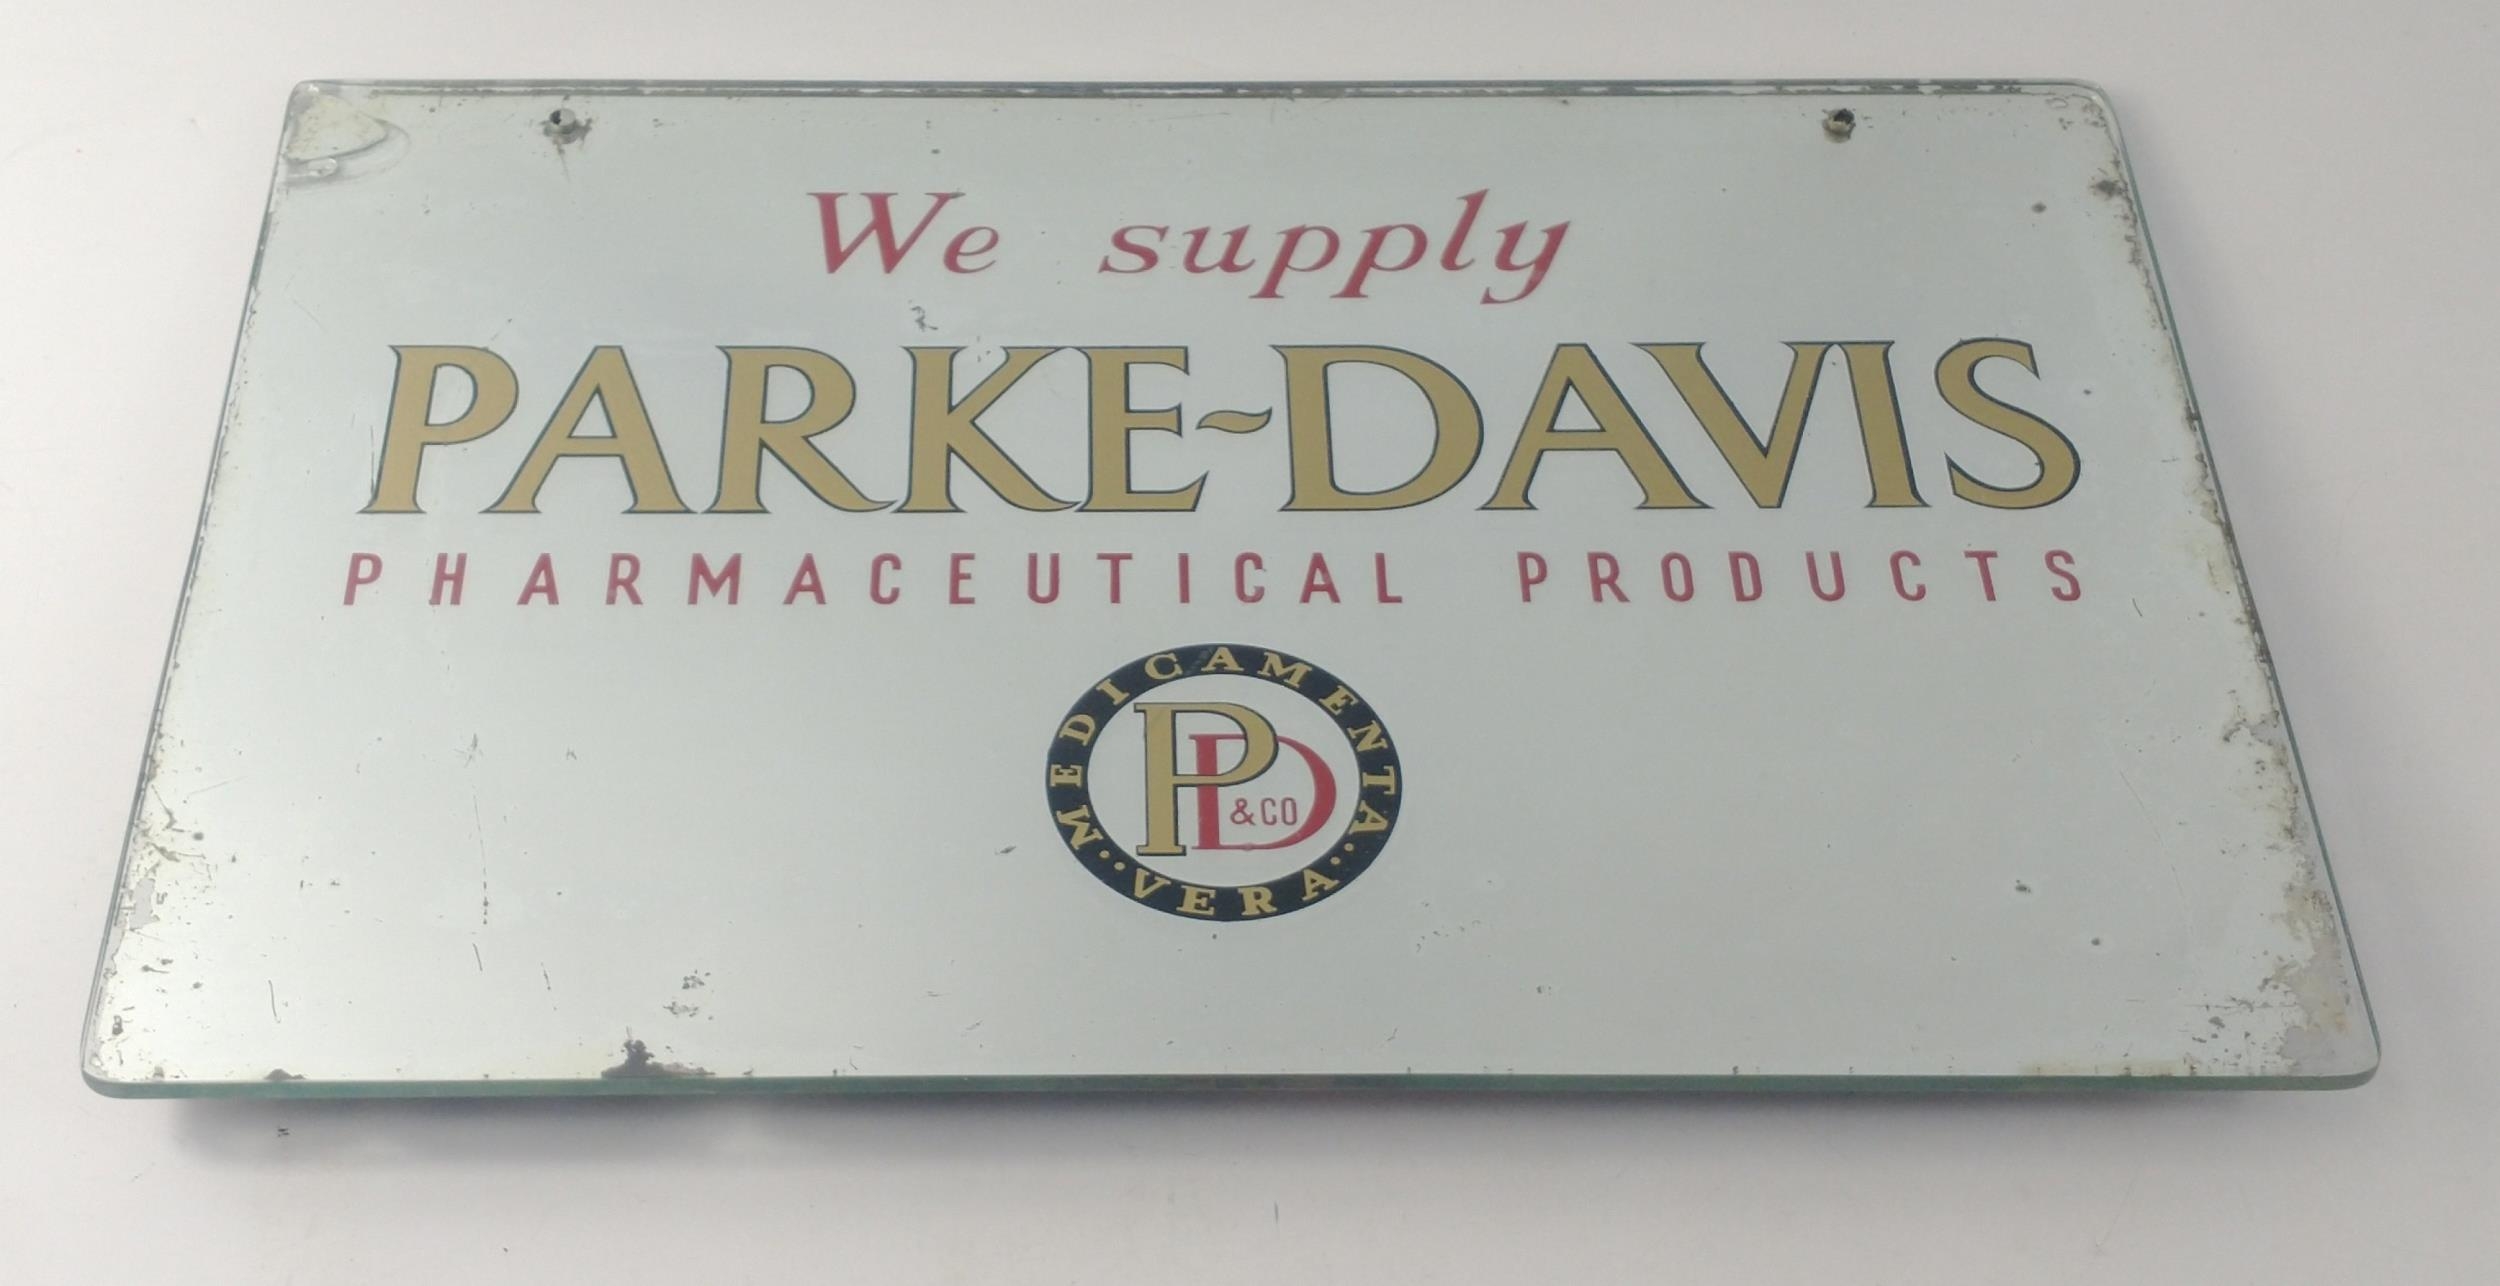 We supply
PARKE~DAVIS
PHARMACEUTICAL PRODUCTS
MEDICAMENTA
PD
&CO
VERA